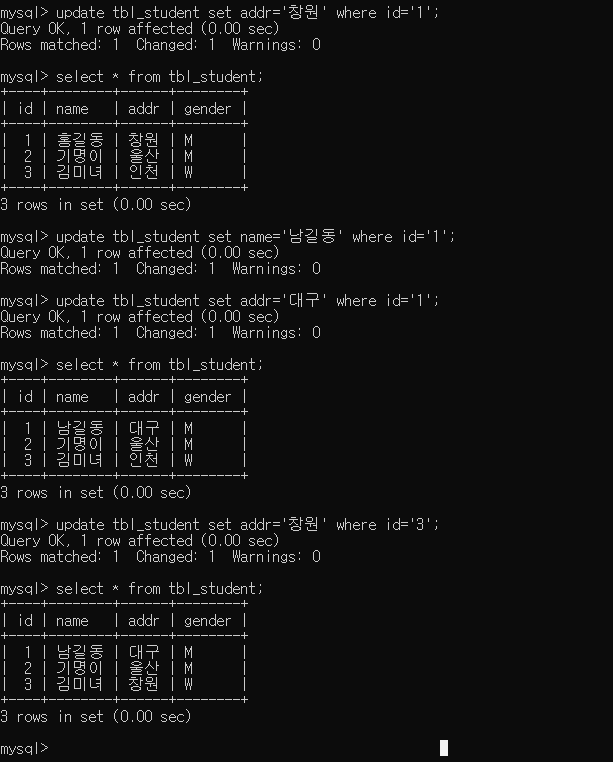 mysql> update tbl_student set addr='창원' where id='1';
Query OK, 1 row affected (0.00 sec)
Rows matched: 1  Changed: 1  Warnings: 0

mysql> select * from tbl_student;
+----+--------+------+--------+
| id | name   | addr | gender |
+----+--------+------+--------+
|  1 | 홍길동 | 창원 | M      |
|  2 | 기명이 | 울산 | M      |
|  3 | 김미녀 | 인천 | W      |
+----+--------+------+--------+
3 rows in set (0.00 sec)

mysql> update tbl_student set name='남길동' where id='1';
Query OK, 1 row affected (0.00 sec)
Rows matched: 1  Changed: 1  Warnings: 0

mysql> update tbl_student set addr='대구' where id='1';
Query OK, 1 row affected (0.00 sec)
Rows matched: 1  Changed: 1  Warnings: 0

mysql> select * from tbl_student;
+----+--------+------+--------+
| id | name   | addr | gender |
+----+--------+------+--------+
|  1 | 남길동 | 대구 | M      |
|  2 | 기명이 | 울산 | M      |
|  3 | 김미녀 | 인천 | W      |
+----+--------+------+--------+
3 rows in set (0.00 sec)

mysql> update tbl_student set addr='창원' where id='3';
Query OK, 1 row affected (0.00 sec)
Rows matched: 1  Changed: 1  Warnings: 0

mysql> select * from tbl_student;
+----+--------+------+--------+
| id | name   | addr | gender |
+----+--------+------+--------+
|  1 | 남길동 | 대구 | M      |
|  2 | 기명이 | 울산 | M      |
|  3 | 김미녀 | 창원 | W      |
+----+--------+------+--------+
3 rows in set (0.00 sec)

mysql>